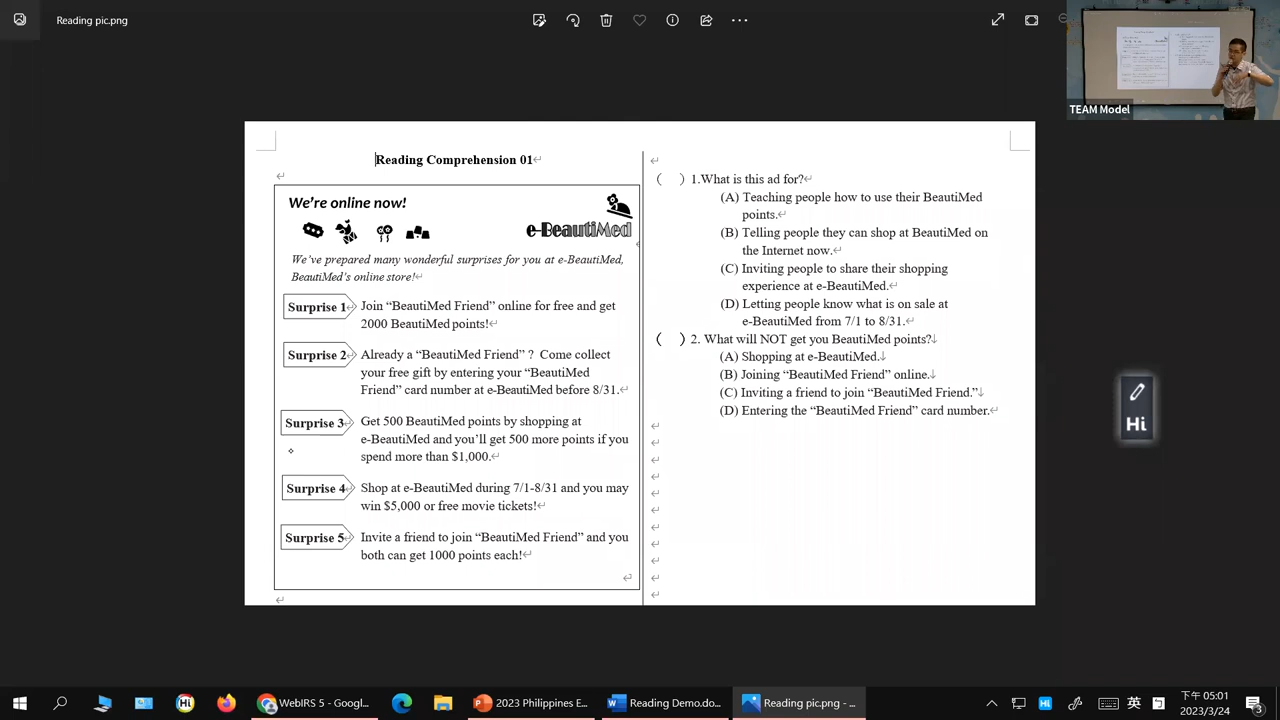 Reading pic.png
TEAM Model
Reading Comprehension 01
We're online now!
e-BeautiMed
We've prepared many wonderful surprises for you at e-BeautiMed,
BeautiMed's online store!
Surprise 1
Join “BeautiMed Friend” online for free and get
2000 BeautiMed points!
Surprise 2
Already a “BeautiMed Friend” ? Come collect
your free gift by entering your “BeautiMed
Friend” card number at e-BeautiMed before 8/31.
Surprise 3
Get 500 BeautiMed points by shopping at
e-BeautiMed and you'll get 500 more points if you
spend more than $1,000.
Surprise 4
Shop at e-BeautiMed during 7/1-8/31 and you may
win $5,000 or free movie tickets!
Surprise 5
Invite a friend to join “BeautiMed Friend” and you
both can get 1000 points each!
( ) 1.What is this ad for?
(A) Teaching people how to use their BeautiMed
points.
(B) Telling people they can shop at BeautiMed on
the Internet now.
(C) Inviting people to share their shopping
experience at e-BeautiMed.
(D) Letting people know what is on sale at
e-BeautiMed from 7/1 to 8/31.
( ) 2. What will NOT get you BeautiMed points?
(A) Shopping at e-BeautiMed.
(B) Joining “BeautiMed Friend” online.
(C) Inviting a friend to join “BeautiMed Friend.”
(D) Entering the “BeautiMed Friend” card number.
Hi
Hi
WebIRS 5 - Googl...
2023 Philippines E...
Reading Demo.do...
Reading pic.png - ...
Hi
英
下午 05:01
2023/3/24
3